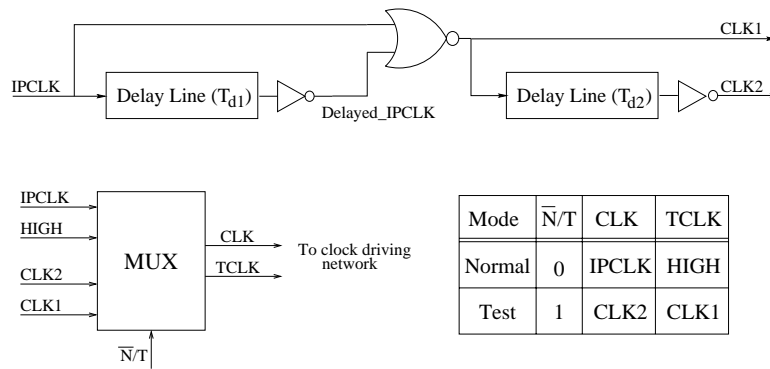 CLK1
IPCLK
Delay Line (Td1)
Delayed_IPCLK
Delay Line (Td2)
CLK2
IPCLK
HIGH
CLK2
CLK1
MUX
N̅/T
CLK
TCLK
To clock driving
network
Mode N̅/T CLK TCLK
Normal 0 IPCLK HIGH
Test 1 CLK2 CLK1